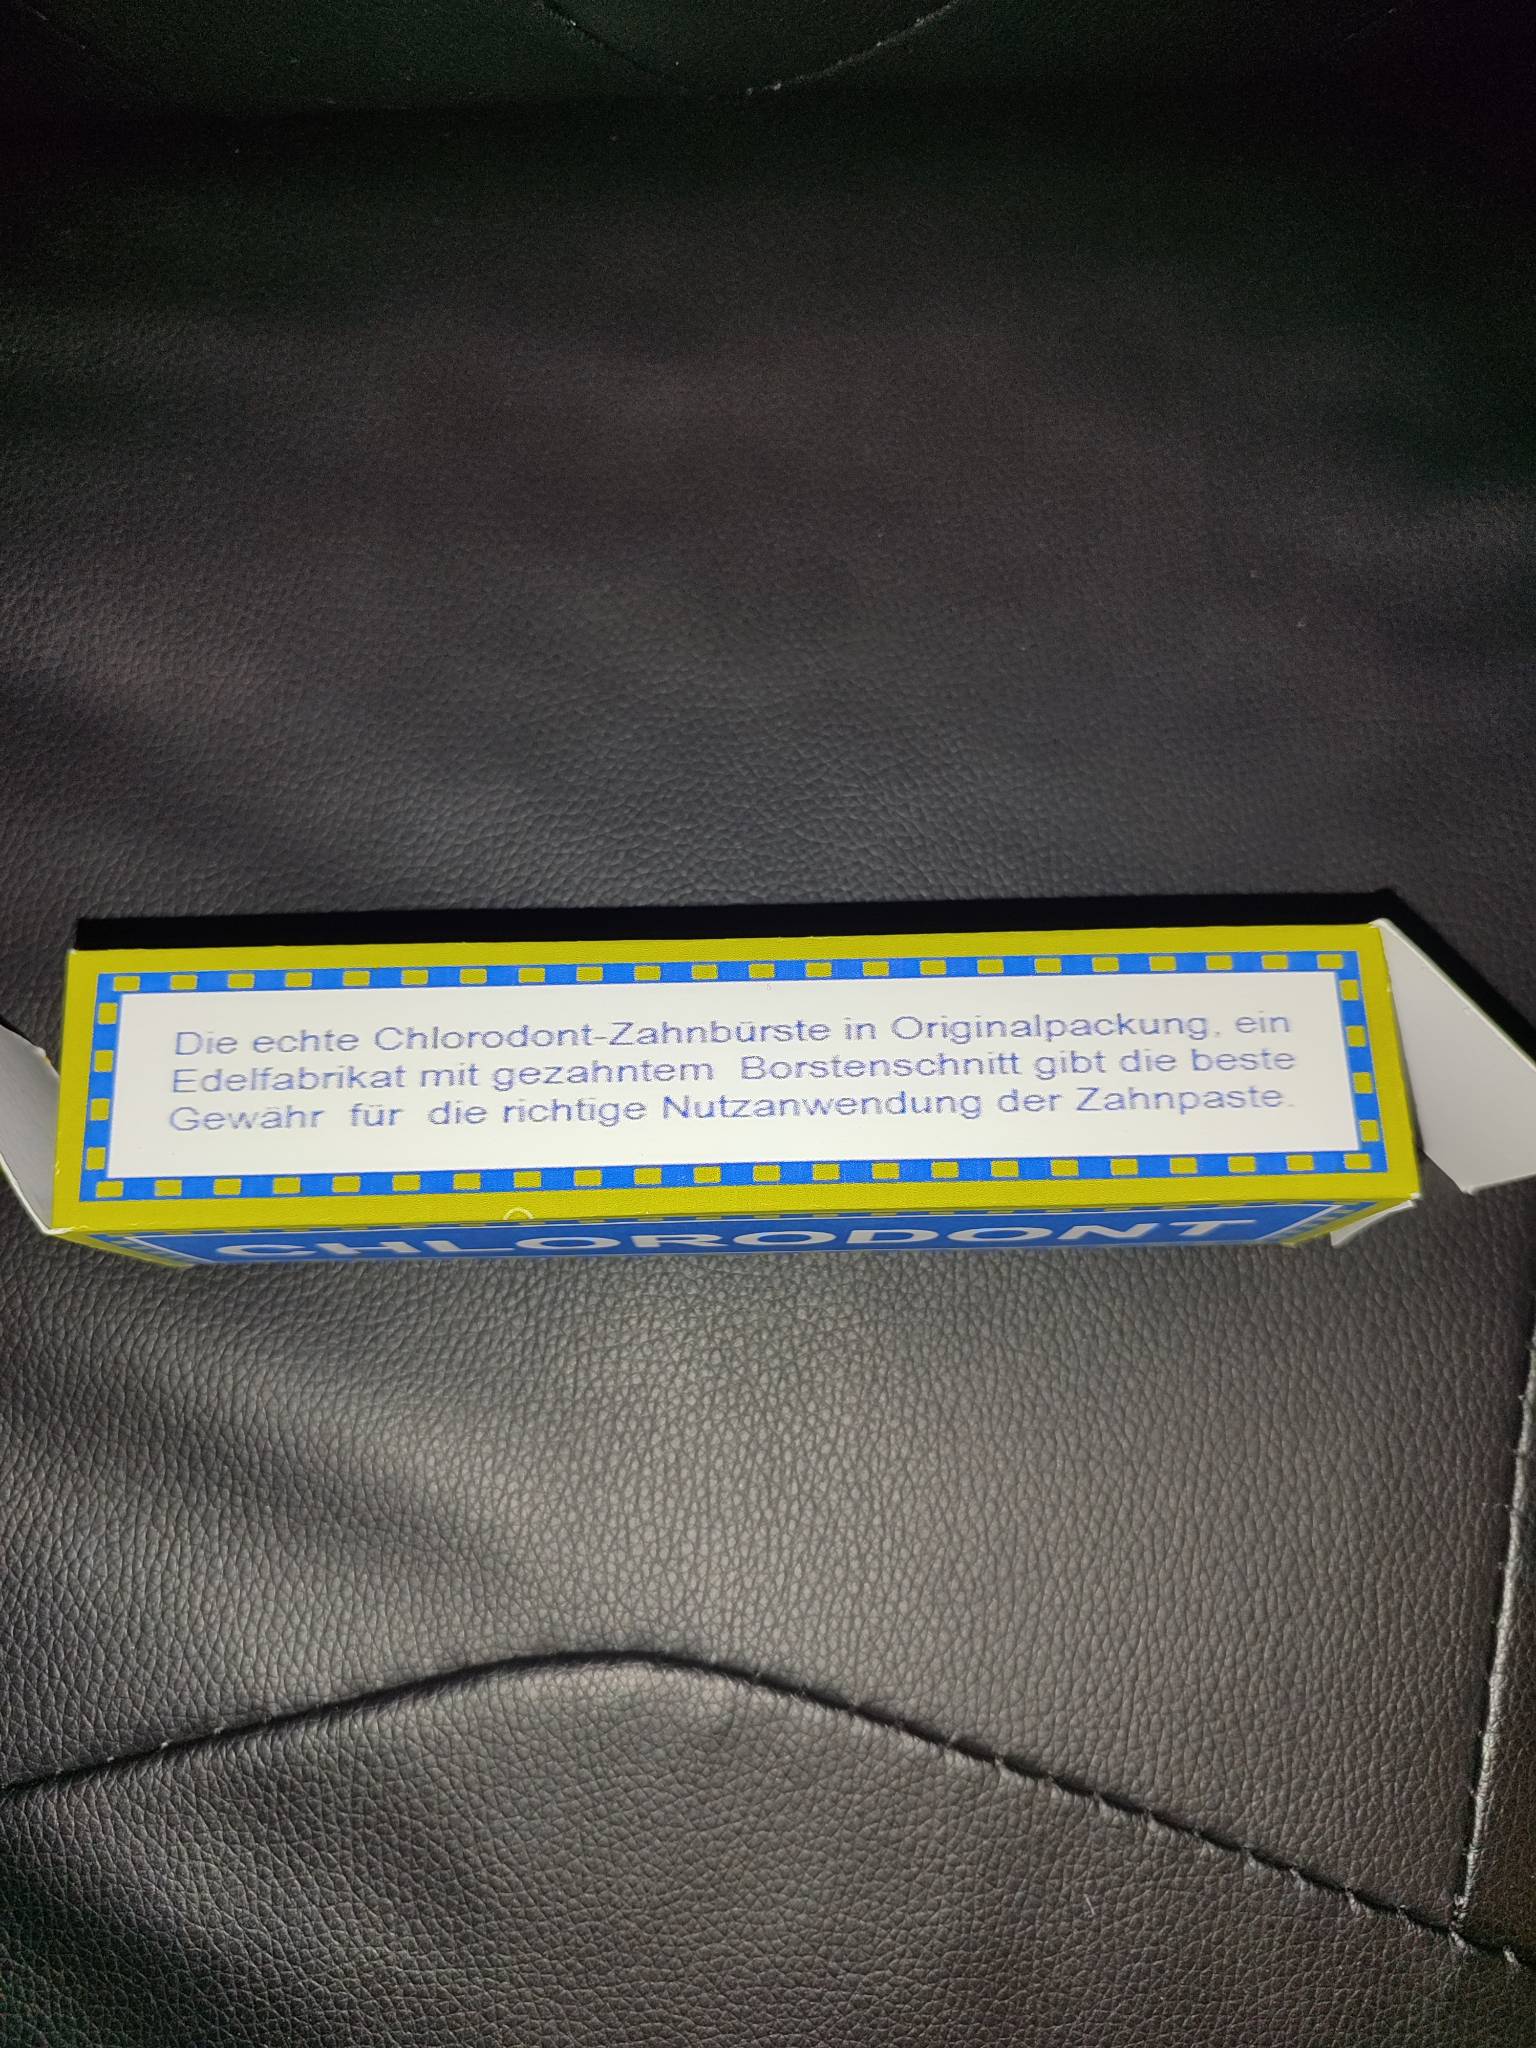 Die echte Chlorodont-Zahnbürste in Originalpackung, ein
Edelfabrikat mit gezahntem Borstenschnitt gibt die beste
Gewähr für die richtige Nutzanwendung der Zahnpaste.
CHLORODONT